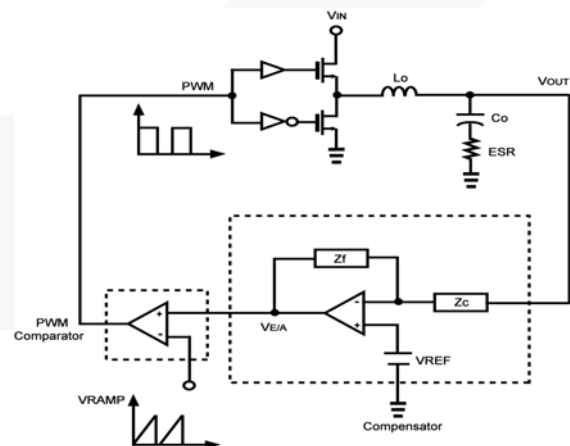 VIN
PWM
Lo
VOUT
Co
ESR
Zf
Zc
-
+
+
-
PWM
Comparator
VE/A
VREF
VRAMP
Compensator